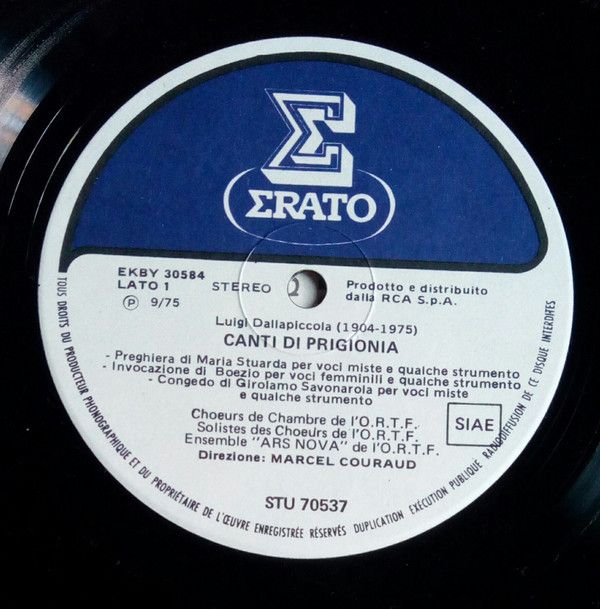 Σ
ΣRATO
EKBY 30584
LATO 1
STEREO
Ⓟ 9/75
Prodotto e distribuito
dalla RCA S.p.A.
Luigi Dallapiccola (1904-1975)
CANTI DI PRIGIONIA
- Preghiera di Maria Stuarda per voci miste e qualche strumento
- Invocazione di Boezio per voci femminili e qualche strumento
- Congedo di Girolamo Savonarola per voci miste
e qualche strumento
Choeurs de Chambre de l'O.R.T.F.
Solistes des Choeurs de l'O.R.T.F.
Ensemble "ARS NOVA" de l'O.R.T.F.
Direzione: MARCEL COURAUD
SIAE
STU 70537
TOUS DROITS DU PRODUCTEUR PHONOGRAPHIQUE ET DU PROPRIÉTAIRE DE L'ŒUVRE ENREGISTRÉE RÉSERVÉS DUPLICATION EXÉCUTION PUBLIQUE RADIODIFFUSION DE CE DISQUE INTERDITES